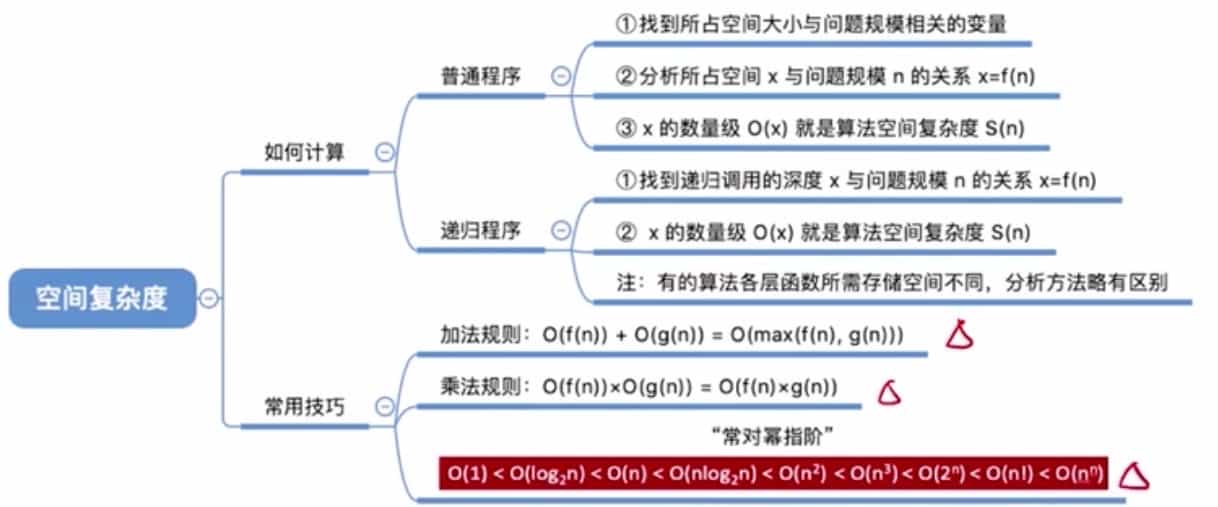 空间复杂度
如何计算
普通程序
①找到所占空间大小与问题规模相关的变量
②分析所占空间 x 与问题规模 n 的关系 x=f(n)
③ x 的数量级 O(x) 就是算法空间复杂度 S(n)
递归程序
①找到递归调用的深度 x 与问题规模 n 的关系 x=f(n)
② x 的数量级 O(x) 就是算法空间复杂度 S(n)
注：有的算法各层函数所需存储空间不同，分析方法略有区别
常用技巧
加法规则：O(f(n)) + O(g(n)) = O(max(f(n), g(n)))
乘法规则：O(f(n))×O(g(n)) = O(f(n)×g(n))
“常对幂指阶”
O(1) < O(log₂n) < O(n) < O(nlog₂n) < O(n²) < O(n³) < O(2ⁿ) < O(n!) < O(nⁿ)